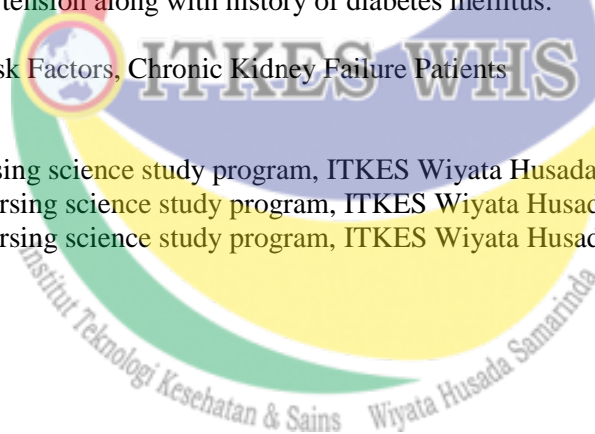 tension along with history of diabetes mellitus.
sk Factors, Chronic Kidney Failure Patients
ITKES WHS
sing science study program, ITKES Wiyata Husada
rsing science study program, ITKES Wiyata Husad
rsing science study program, ITKES Wiyata Husad
Institut Teknologi Kesehatan & Sains Wiyata Husada Samarinda